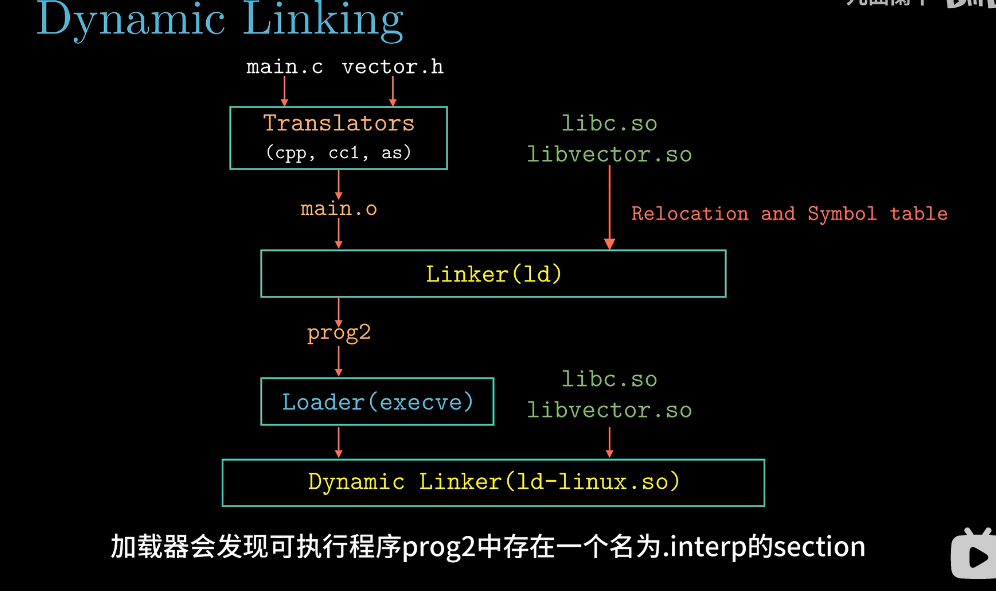 Dynamic Linking
main.c vector.h
Translators
(cpp, cc1, as)
libc.so
libvector.so
main.o
Relocation and Symbol table
Linker(ld)
prog2
libc.so
libvector.so
Loader(execve)
Dynamic Linker(ld-linux.so)
加载器会发现可执行程序prog2中存在一个名为.interp的section